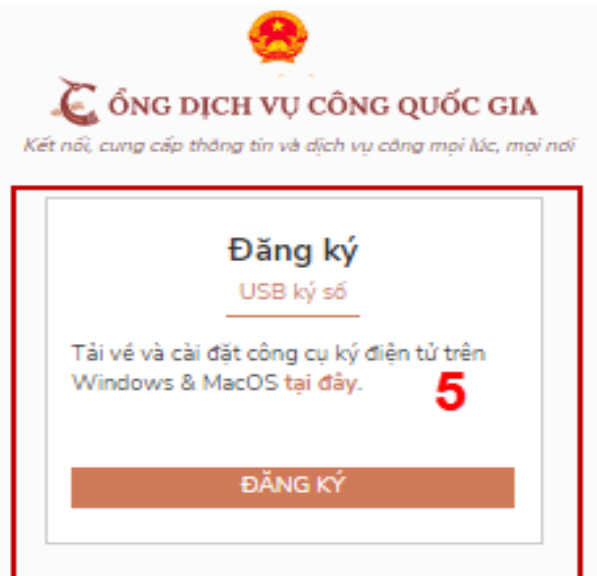 CỔNG DỊCH VỤ CÔNG QUỐC GIA
Kết nối, cung cấp thông tin và dịch vụ công mọi lúc, mọi nơi
Đăng ký
USB ký số
Tải về và cài đặt công cụ ký điện tử trên
Windows & MacOS tại đây.
5
ĐĂNG KÝ